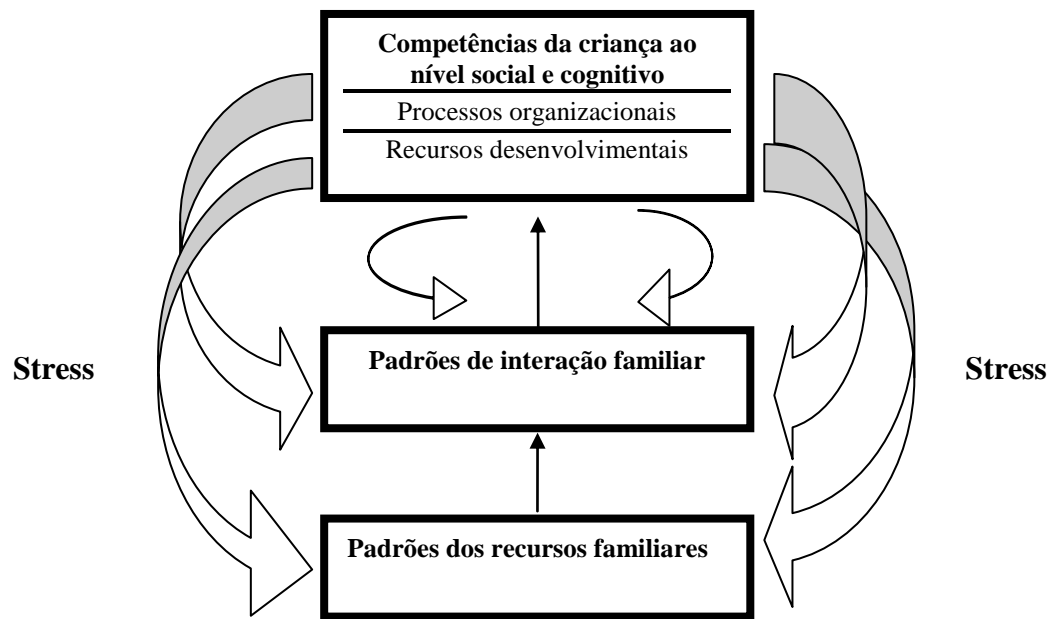 Competências da criança ao
nível social e cognitivo
Processos organizacionais
Recursos desenvolvimentais
Padrões de interação familiar
Stress
Stress
Padrões dos recursos familiares